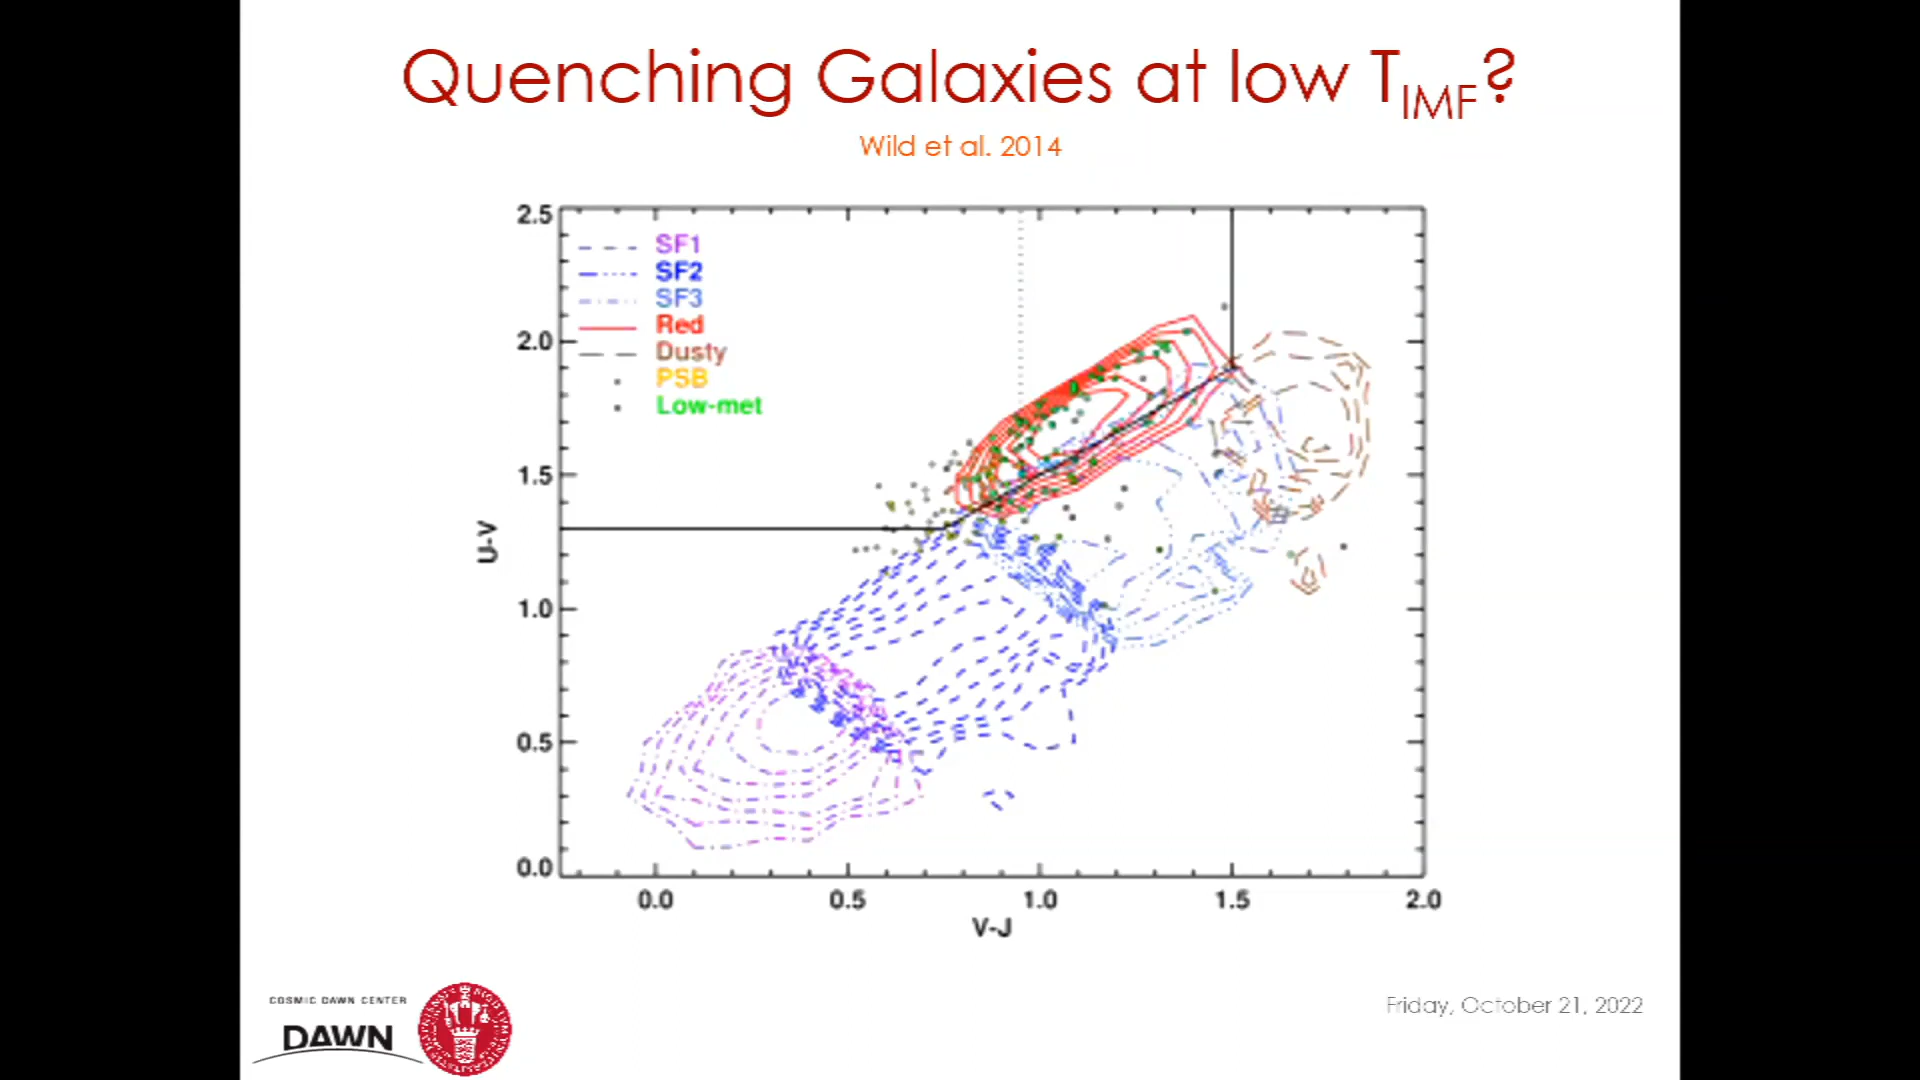 Quenching Galaxies at low TIMF?
Wild et al. 2014
2.5
2.0
1.5
1.0
0.5
0.0
U-V
SF1
SF2
SF3
Red
Dusty
PSB
Low-met
0.0 0.5 1.0 1.5 2.0
V-J
COSMIC DAWN CENTER
DAWN
Friday, October 21, 2022